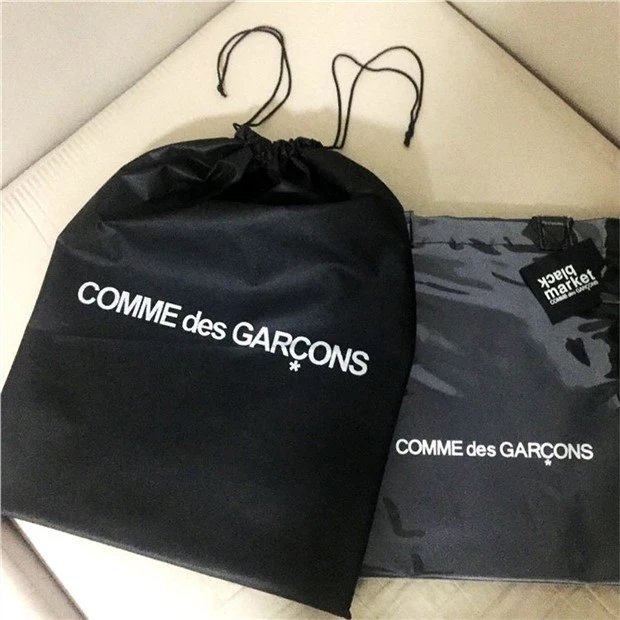 COMME des GARÇONS
*
black
market
COMME des GARÇONS
COMME des GARÇONS
*